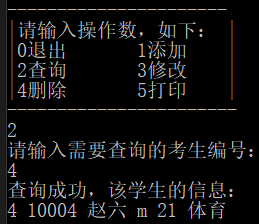 -----------------------
|请输入操作数，如下： |
|0退出 1添加 |
|2查询 3修改 |
|4删除 5打印 |
------------------------
2
请输入需要查询的考生编号：
4
查询成功，该学生的信息：
4 10004 赵六 m 21 体育